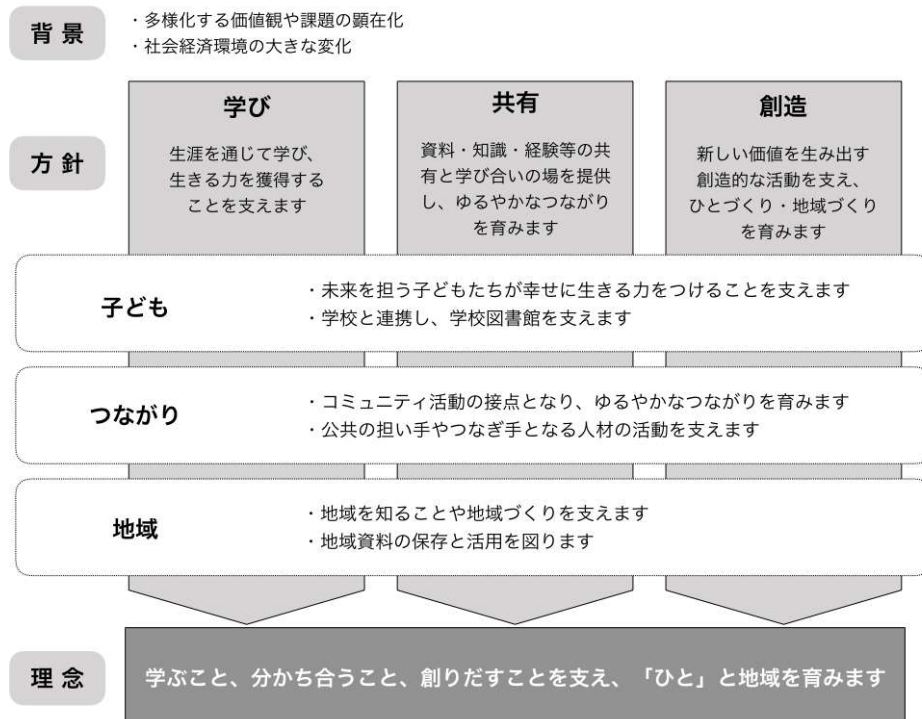 背景
・多様化する価値観や課題の顕在化
・社会経済環境の大きな変化
方針
学び
生涯を通じて学び、
生きる力を獲得する
ことを支えます
共有
資料・知識・経験等の共
有と学び合いの場を提供
し、ゆるやかなつながり
を育みます
創造
新しい価値を生み出す
創造的な活動を支え、
ひとづくり・地域づくり
を育みます
子ども
・未来を担う子どもたちが幸せに生きる力をつけることを支えます
・学校と連携し、学校図書館を支えます
つながり
・コミュニティ活動の接点となり、ゆるやかなつながりを育みます
・公共の担い手やつなぎ手となる人材の活動を支えます
地域
・地域を知ることや地域づくりを支えます
・地域資料の保存と活用を図ります
理念
学ぶこと、分かち合うこと、創りだすことを支え、「ひと」と地域を育みます